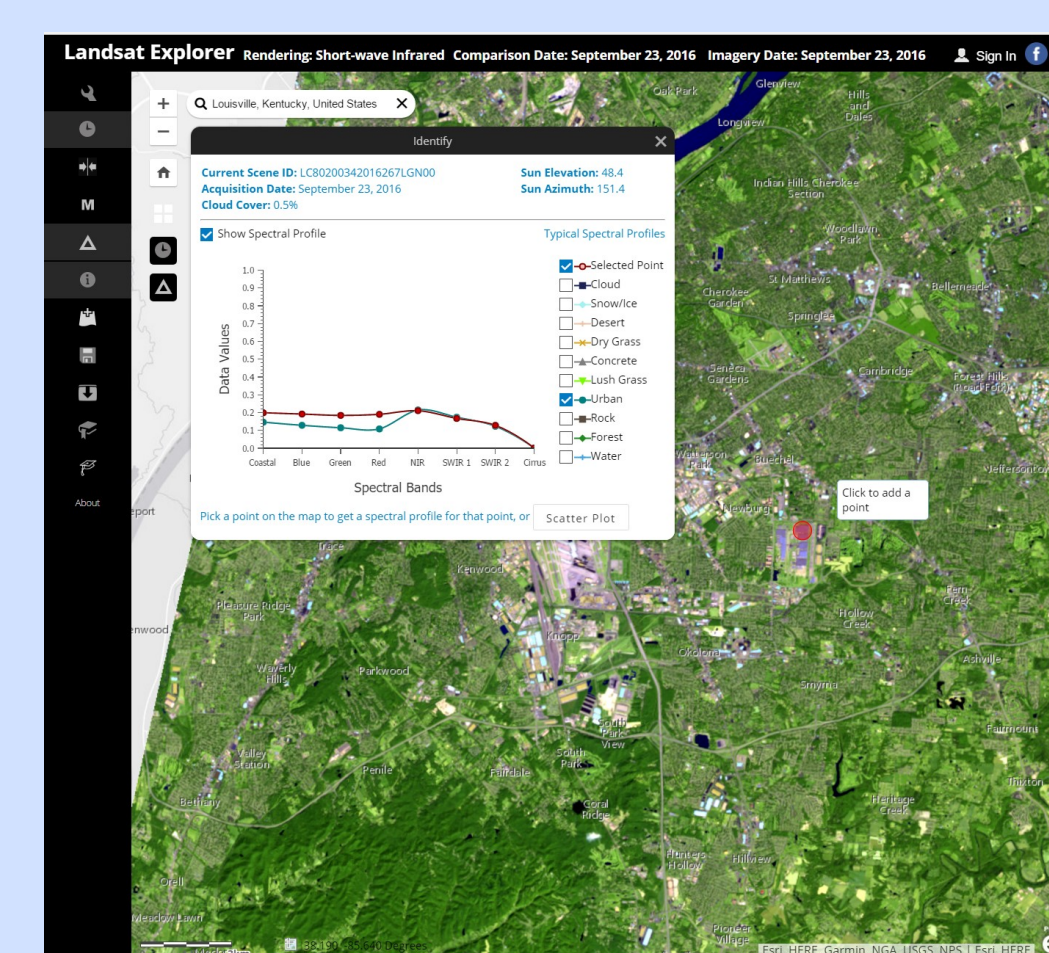 Landsat Explorer Rendering: Short-wave Infrared Comparison Date: September 23, 2016 Imagery Date: September 23, 2016 Sign In f
Louisville, Kentucky, United States
Identify
Current Scene ID: LC80200342016267LGN00
Sun Elevation: 48.4
Acquisition Date: September 23, 2016
Sun Azimuth: 151.4
Cloud Cover: 0.5%
Show Spectral Profile
Typical Spectral Profiles
1.0
0.9
0.8
0.7
0.6
0.5
0.4
0.3
0.2
0.1
0.0
Data Values
Coastal Blue Green Red NIR SWIR 1 SWIR 2 Cirrus
Spectral Bands
Selected Point
Cloud
Snow/Ice
Desert
Dry Grass
Concrete
Lush Grass
Urban
Rock
Forest
Water
Pick a point on the map to get a spectral profile for that point, or Scatter Plot
M
About
Click to add a
point
Oak Park
Glenview
Hills
and
Dales
Longview
Indian Hills Cherokee
Section
Woodlawn
Park
St Matthews
Bellemeade
Cherokee
Garden
Springlee
Seneca
Gardens
Cambridge
Forest Hills
Watterson
Park
Buechel
Newburg
Kenwood
Pleasure Ridge
Park
Hollow
Creek
Fern
Creek
Knopp
Okolona
Ashville
Waverly
Hills
Parkwood
Smyrna
South
Park
View
Fairmount
Valley
Station
Penile
Fairdale
South
Park
Thixton
Bethany
Coral
Ridge
Heritage
Creek
Hunters
Hollow
Hillview
Orell
Meadow Lawn
Pioneer
Village
38.190, -85.640 Degrees
Esri, HERE, Garmin, NGA, USGS, NPS | Esri, HERE